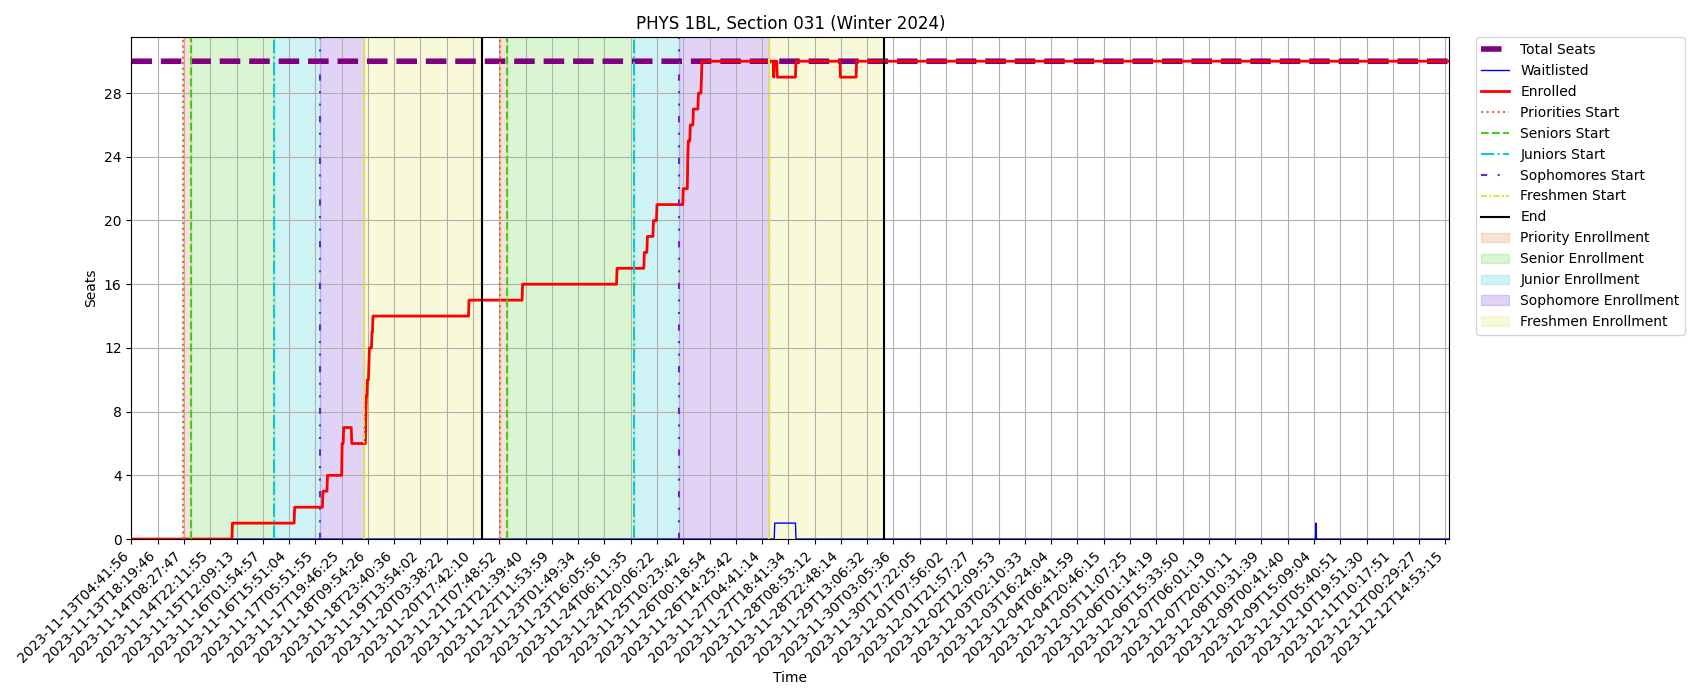 PHYS 1BL, Section 031 (Winter 2024)
Total Seats
Waitlisted
Enrolled
Priorities Start
Seniors Start
Juniors Start
Sophomores Start
Freshmen Start
End
Priority Enrollment
Senior Enrollment
Junior Enrollment
Sophomore Enrollment
Freshmen Enrollment
Seats
28
24
20
16
12
8
4
0
2023-11-13T04:41:56
2023-11-13T18:19:46
2023-11-14T08:27:47
2023-11-14T22:11:55
2023-11-15T12:09:13
2023-11-16T01:54:57
2023-11-16T15:51:04
2023-11-17T05:51:55
2023-11-17T19:46:25
2023-11-18T09:54:26
2023-11-18T23:40:36
2023-11-19T13:54:02
2023-11-20T03:38:22
2023-11-20T17:42:10
2023-11-21T07:48:52
2023-11-21T21:39:40
2023-11-22T11:53:59
2023-11-23T01:49:34
2023-11-23T16:05:56
2023-11-24T06:11:35
2023-11-24T20:06:22
2023-11-25T10:23:42
2023-11-26T00:18:54
2023-11-26T14:25:42
2023-11-27T04:41:14
2023-11-27T18:41:34
2023-11-28T08:53:12
2023-11-28T22:48:14
2023-11-29T13:06:32
2023-11-30T03:05:36
2023-11-30T17:22:05
2023-12-01T07:56:02
2023-12-01T21:57:27
2023-12-02T12:09:53
2023-12-03T02:10:33
2023-12-03T16:24:04
2023-12-04T06:41:59
2023-12-04T20:46:15
2023-12-05T11:07:25
2023-12-06T01:14:19
2023-12-06T15:33:50
2023-12-07T06:01:19
2023-12-07T20:10:11
2023-12-08T10:31:39
2023-12-09T00:41:40
2023-12-09T15:09:04
2023-12-10T05:40:51
2023-12-10T19:51:30
2023-12-11T10:17:51
2023-12-12T00:29:27
2023-12-12T14:53:15
Time